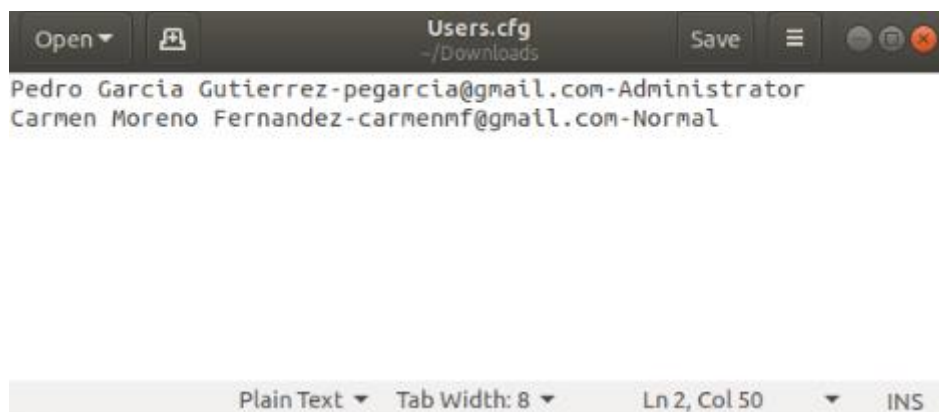 Open
Users.cfg
~/Downloads
Save
Pedro Garcia Gutierrez-pegarcia@gmail.com-Administrator
Carmen Moreno Fernandez-carmenmf@gmail.com-Normal
Plain Text Tab Width: 8 Ln 2, Col 50 INS